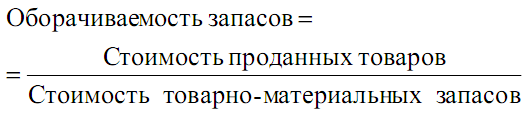 Оборачиваемость запасов =
= Стоимость проданных товаров
Стоимость товарно-материальных запасов